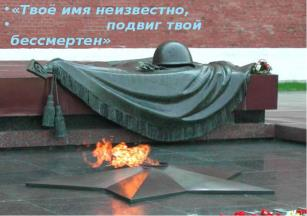 • «Твоё имя неизвестно,
• подвиг твой
бессмертен»